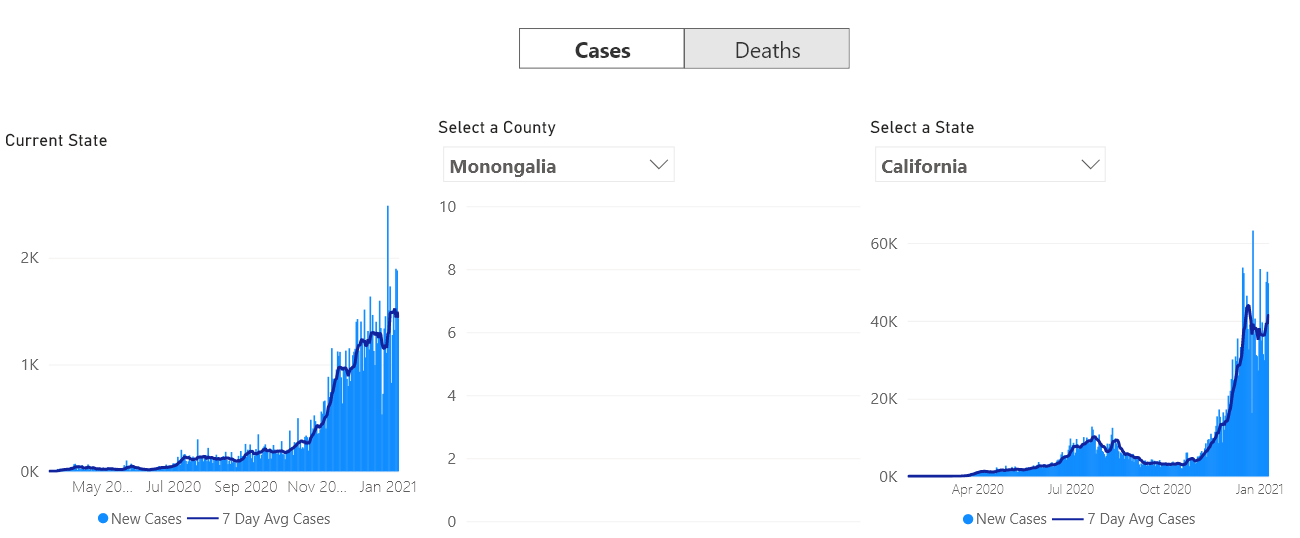 Cases Deaths
Current State
2K
1K
0K
May 20... Jul 2020 Sep 2020 Nov 20... Jan 2021
New Cases 7 Day Avg Cases
Select a County
Monongalia
10
8
6
4
2
0
Select a State
California
60K
40K
20K
0K
Apr 2020 Jul 2020 Oct 2020 Jan 2021
New Cases 7 Day Avg Cases